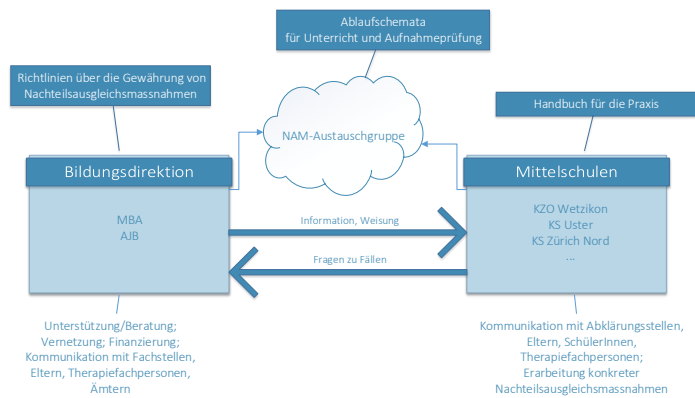 Ablaufschemata
für Unterricht und Aufnahmeprüfung
Richtlinien über die Gewährung von
Nachteilsausgleichsmassnahmen
Handbuch für die Praxis
NAM-Austauschgruppe
Bildungsdirektion
MBA
AJB
Mittelschulen
KZO Wetzikon
KS Uster
KS Zürich Nord
...
Information, Weisung
Fragen zu Fällen
Unterstützung/Beratung;
Vernetzung; Finanzierung;
Kommunikation mit Fachstellen,
Eltern, Therapiefachpersonen,
Ämtern
Kommunikation mit Abklärungsstellen,
Eltern, SchülerInnen,
Therapiefachpersonen;
Erarbeitung konkreter
Nachteilsausgleichsmassnahmen